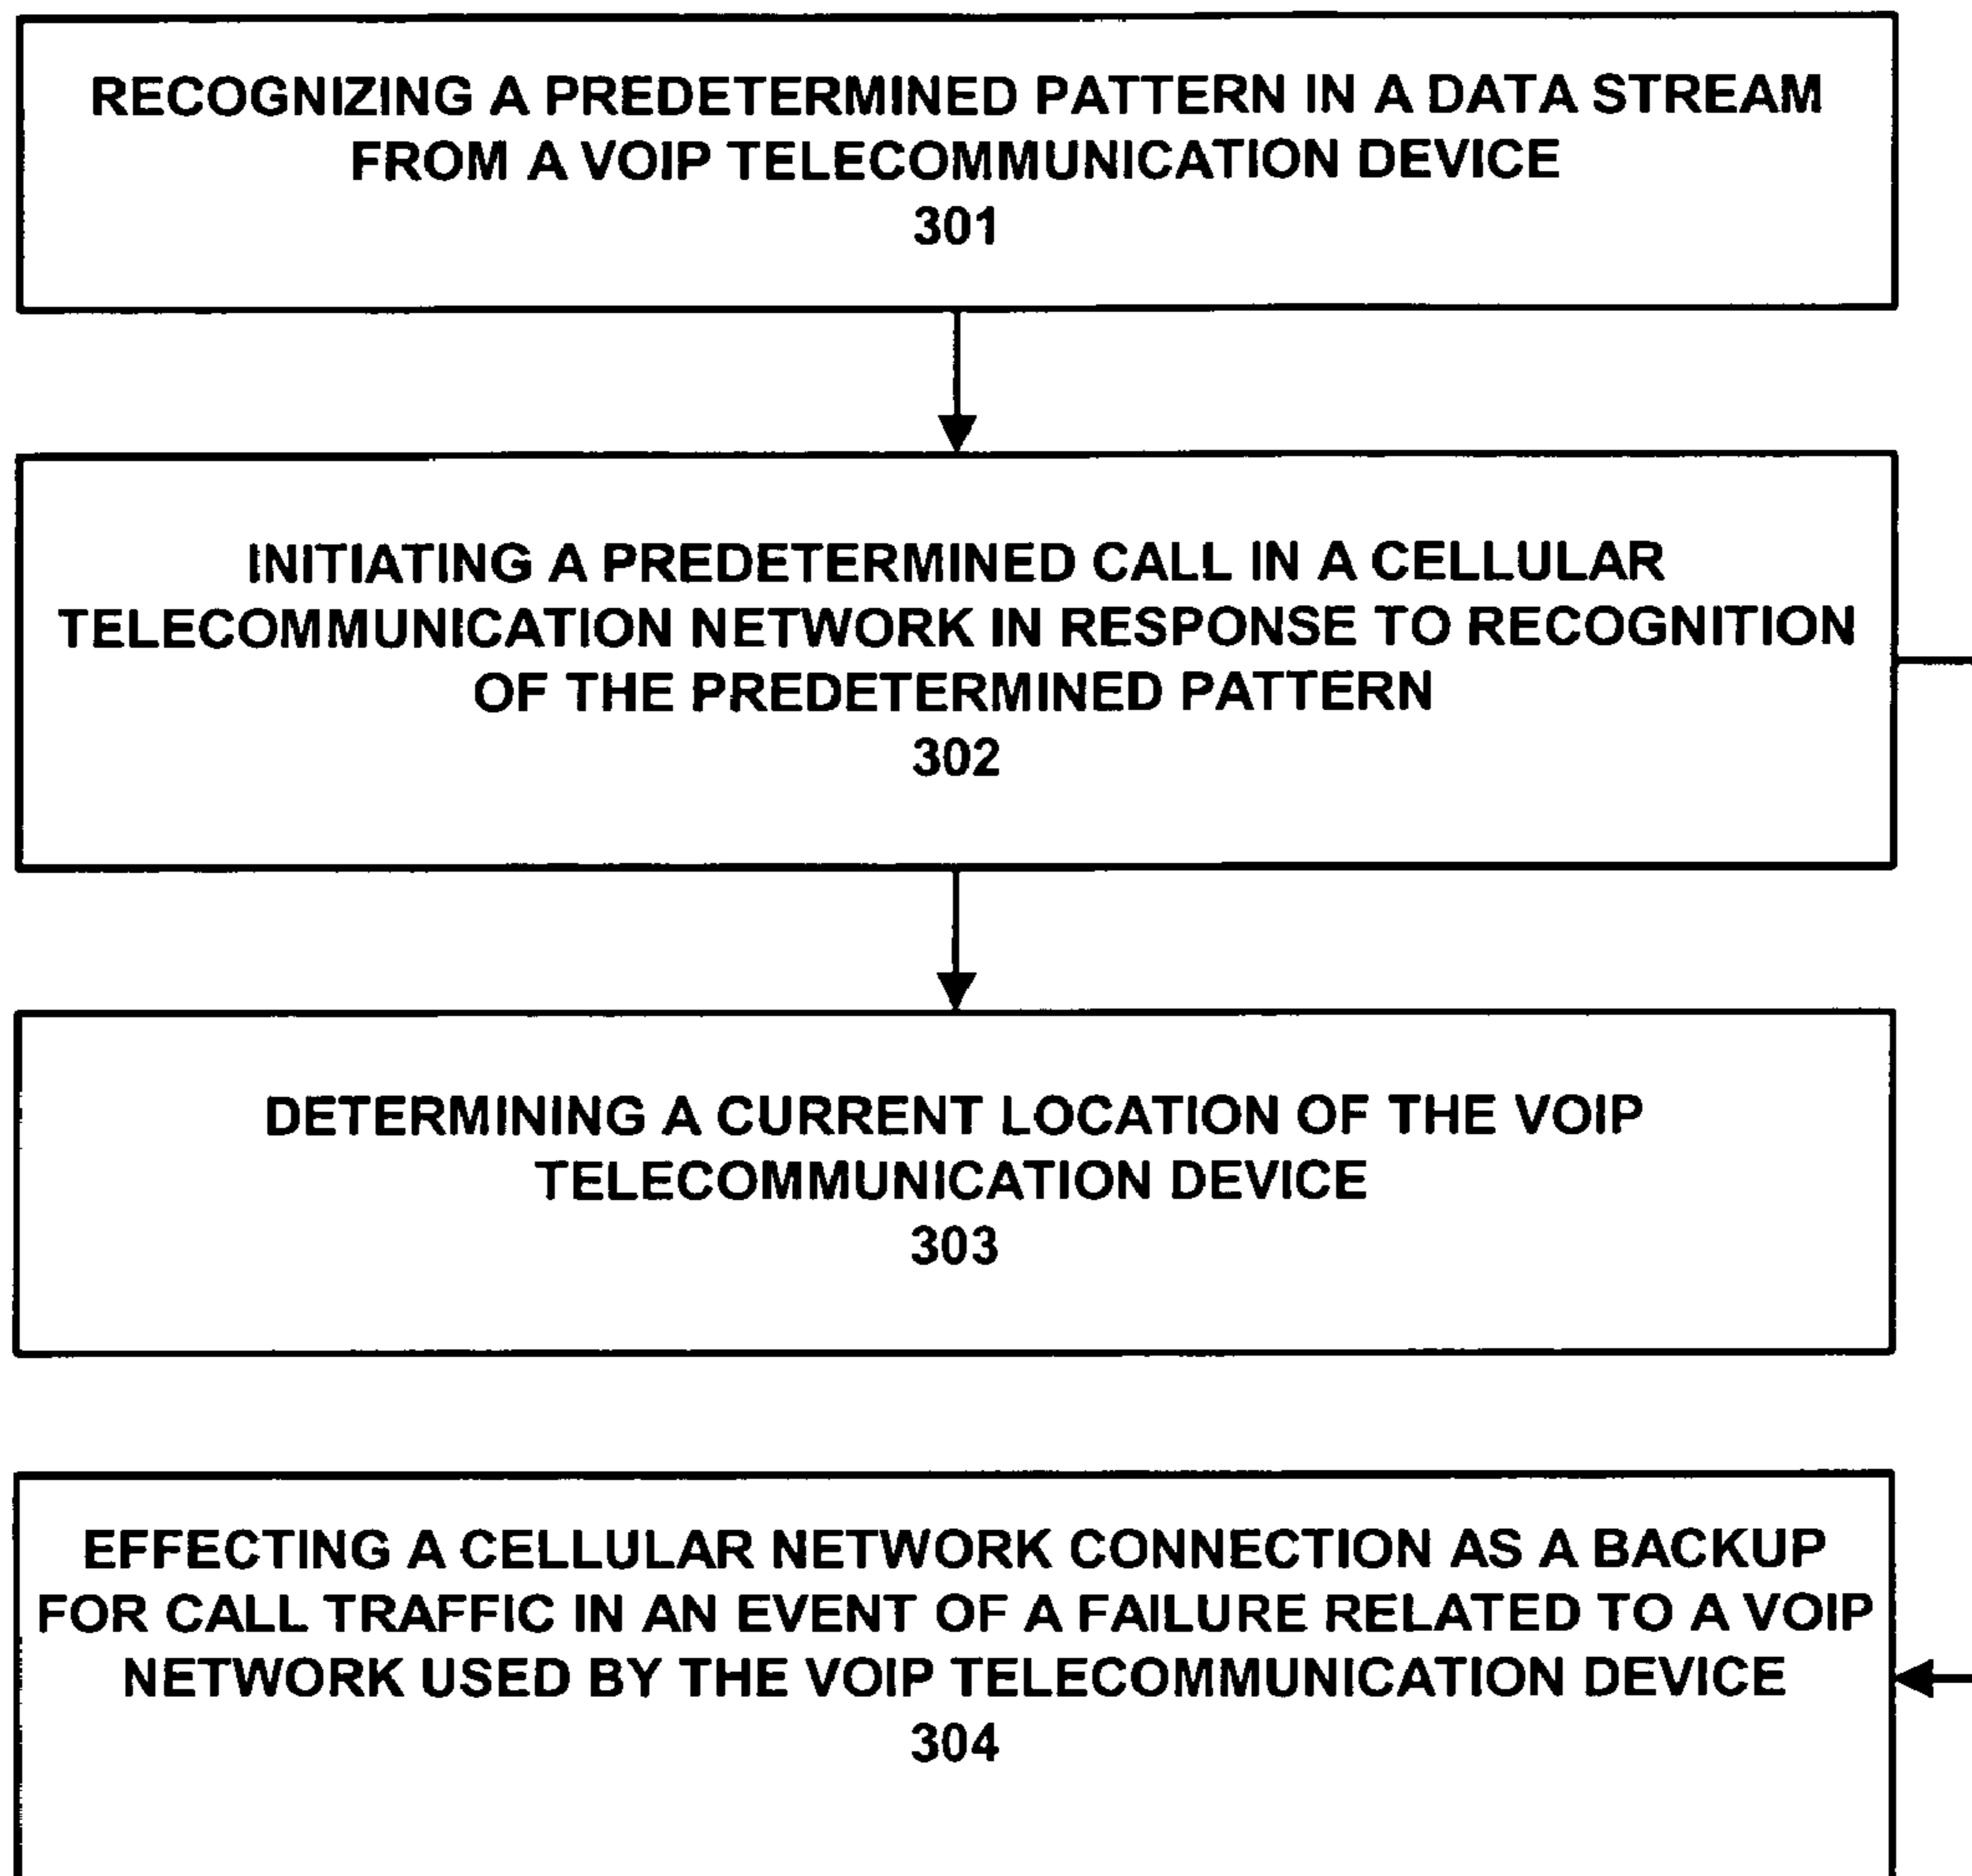 RECOGNIZING A PREDETERMINED PATTERN IN A DATA STREAM
FROM A VOIP TELECOMMUNICATION DEVICE
301
INITIATING A PREDETERMINED CALL IN A CELLULAR
TELECOMMUNICATION NETWORK IN RESPONSE TO RECOGNITION
OF THE PREDETERMINED PATTERN
302
DETERMINING A CURRENT LOCATION OF THE VOIP
TELECOMMUNICATION DEVICE
303
EFFECTING A CELLULAR NETWORK CONNECTION AS A BACKUP
FOR CALL TRAFFIC IN AN EVENT OF A FAILURE RELATED TO A VOIP
NETWORK USED BY THE VOIP TELECOMMUNICATION DEVICE
304